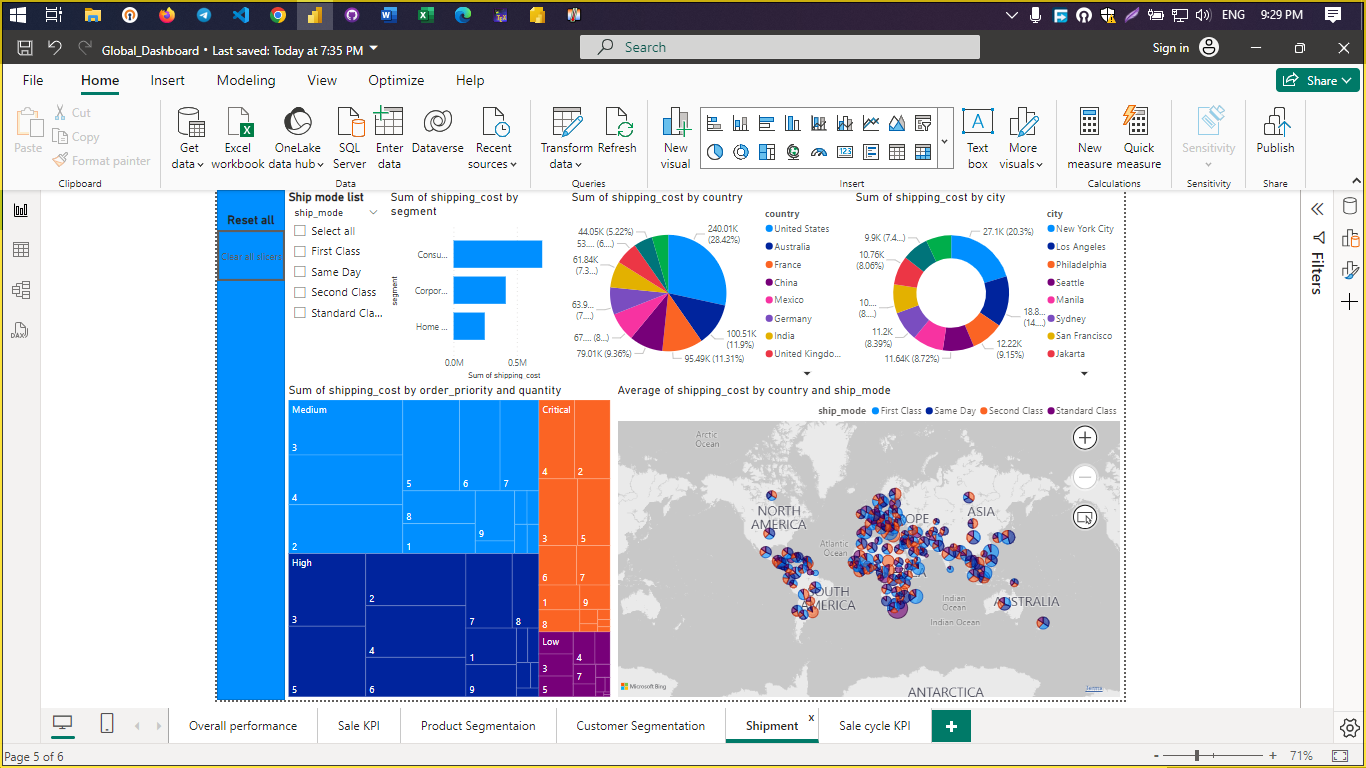 ENG 9:29 PM
Global_Dashboard • Last saved: Today at 7:35 PM
Search
Sign in
File Home Insert Modeling View Optimize Help
Share
Paste
Cut
Copy
Format painter
Clipboard
Get data
Excel workbook
OneLake data hub
SQL Server
Enter data
Dataverse
Recent sources
Data
Transform data
Refresh
Queries
New visual
Text box
More visuals
Insert
New measure
Quick measure
Calculations
Sensitivity
Sensitivity
Publish
Share
Reset all
Clear all slicers
Ship mode list
ship_mode
Select all
First Class
Same Day
Second Class
Standard Cla...
Sum of shipping_cost by
segment
segment
Consu...
Corpor...
Home ...
0.0M 0.5M
Sum of shipping_cost
Sum of shipping_cost by country
240.01K
(28.42%)
100.51K
(11.9%)
95.49K (11.31%)
79.01K (9.36%)
67.... (8...)
63.9...
(7....)
61.84K
(7.3...)
53.... (6...)
44.05K (5.22%)
country
United States
Australia
France
China
Mexico
Germany
India
United Kingdo...
Sum of shipping_cost by city
27.1K (20.3%)
18.8...
(14....)
12.22K
(9.15%)
11.64K (8.72%)
11.2K
(8.39%)
10....
(8....)
10.76K
(8.06%)
9.9K (7.4...)
city
New York City
Los Angeles
Philadelphia
Seattle
Manila
Sydney
San Francisco
Jakarta
Filters
Sum of shipping_cost by order_priority and quantity
Medium
3
4
2
5
6
7
8
1
9
High
3
5
2
4
6
7
8
1
9
Critical
4
2
3
5
6
7
1
9
8
Low
3
5
4
7
Average of shipping_cost by country and ship_mode
ship_mode First Class Same Day Second Class Standard Class
Arctic
Ocean
NORTH
AMERICA
ASIA
Atlantic
Ocean
SOUTH
AMERICA
Indian
Ocean
Indian Ocean
AUSTRALIA
ANTARCTICA
Microsoft Bing
Terms
DAX
Overall performance
Sale KPI
Product Segmentaion
Customer Segmentation
Shipment
x
Sale cycle KPI
+
Page 5 of 6
- + 71%